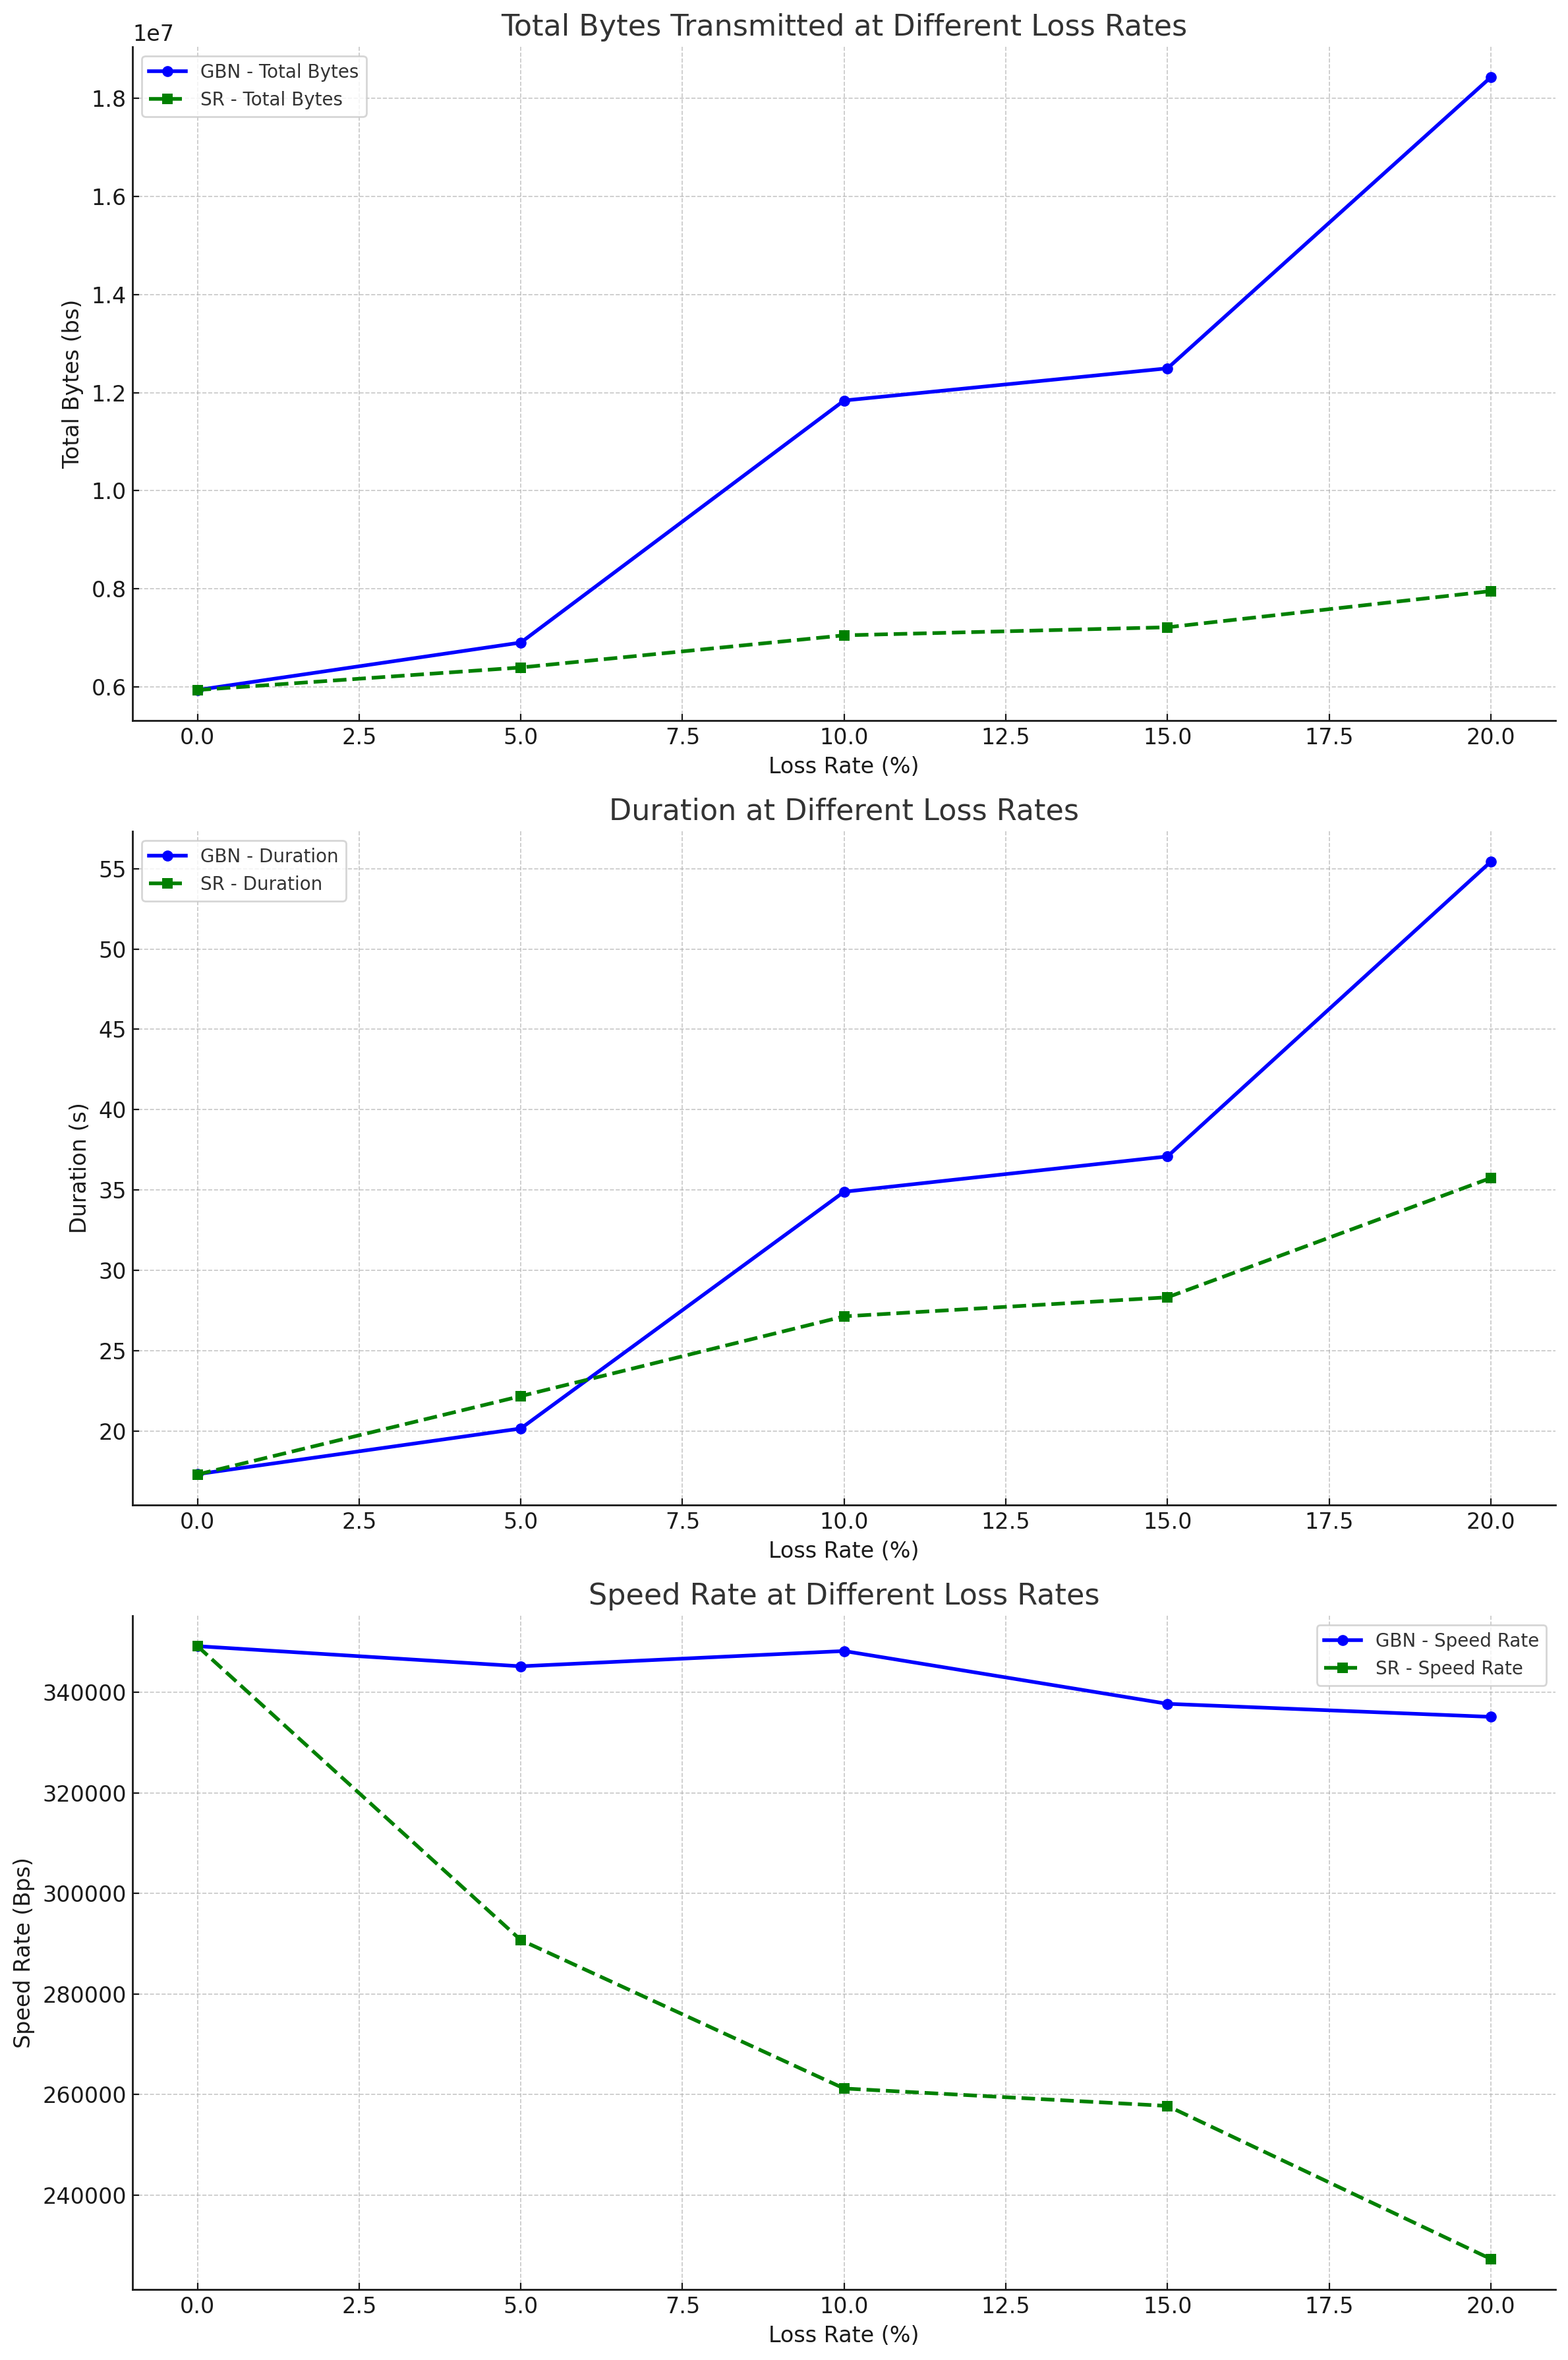 Total Bytes Transmitted at Different Loss Rates
1e7
GBN - Total Bytes
SR - Total Bytes
1.8
1.6
1.4
1.2
1.0
0.8
0.6
Total Bytes (bs)
0.0 2.5 5.0 7.5 10.0 12.5 15.0 17.5 20.0
Loss Rate (%)
Duration at Different Loss Rates
GBN - Duration
SR - Duration
55
50
45
40
35
30
25
20
Duration (s)
0.0 2.5 5.0 7.5 10.0 12.5 15.0 17.5 20.0
Loss Rate (%)
Speed Rate at Different Loss Rates
GBN - Speed Rate
SR - Speed Rate
340000
320000
300000
280000
260000
240000
Speed Rate (Bps)
0.0 2.5 5.0 7.5 10.0 12.5 15.0 17.5 20.0
Loss Rate (%)